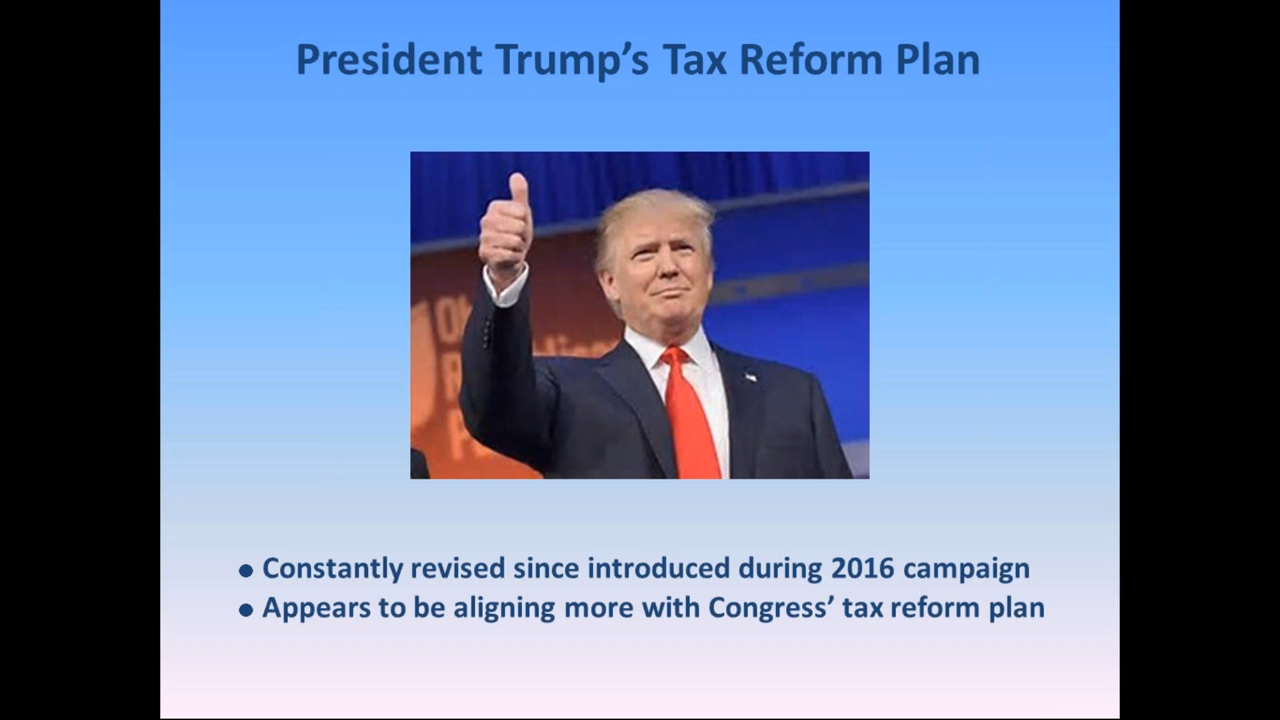 President Trump’s Tax Reform Plan
● Constantly revised since introduced during 2016 campaign
● Appears to be aligning more with Congress’ tax reform plan